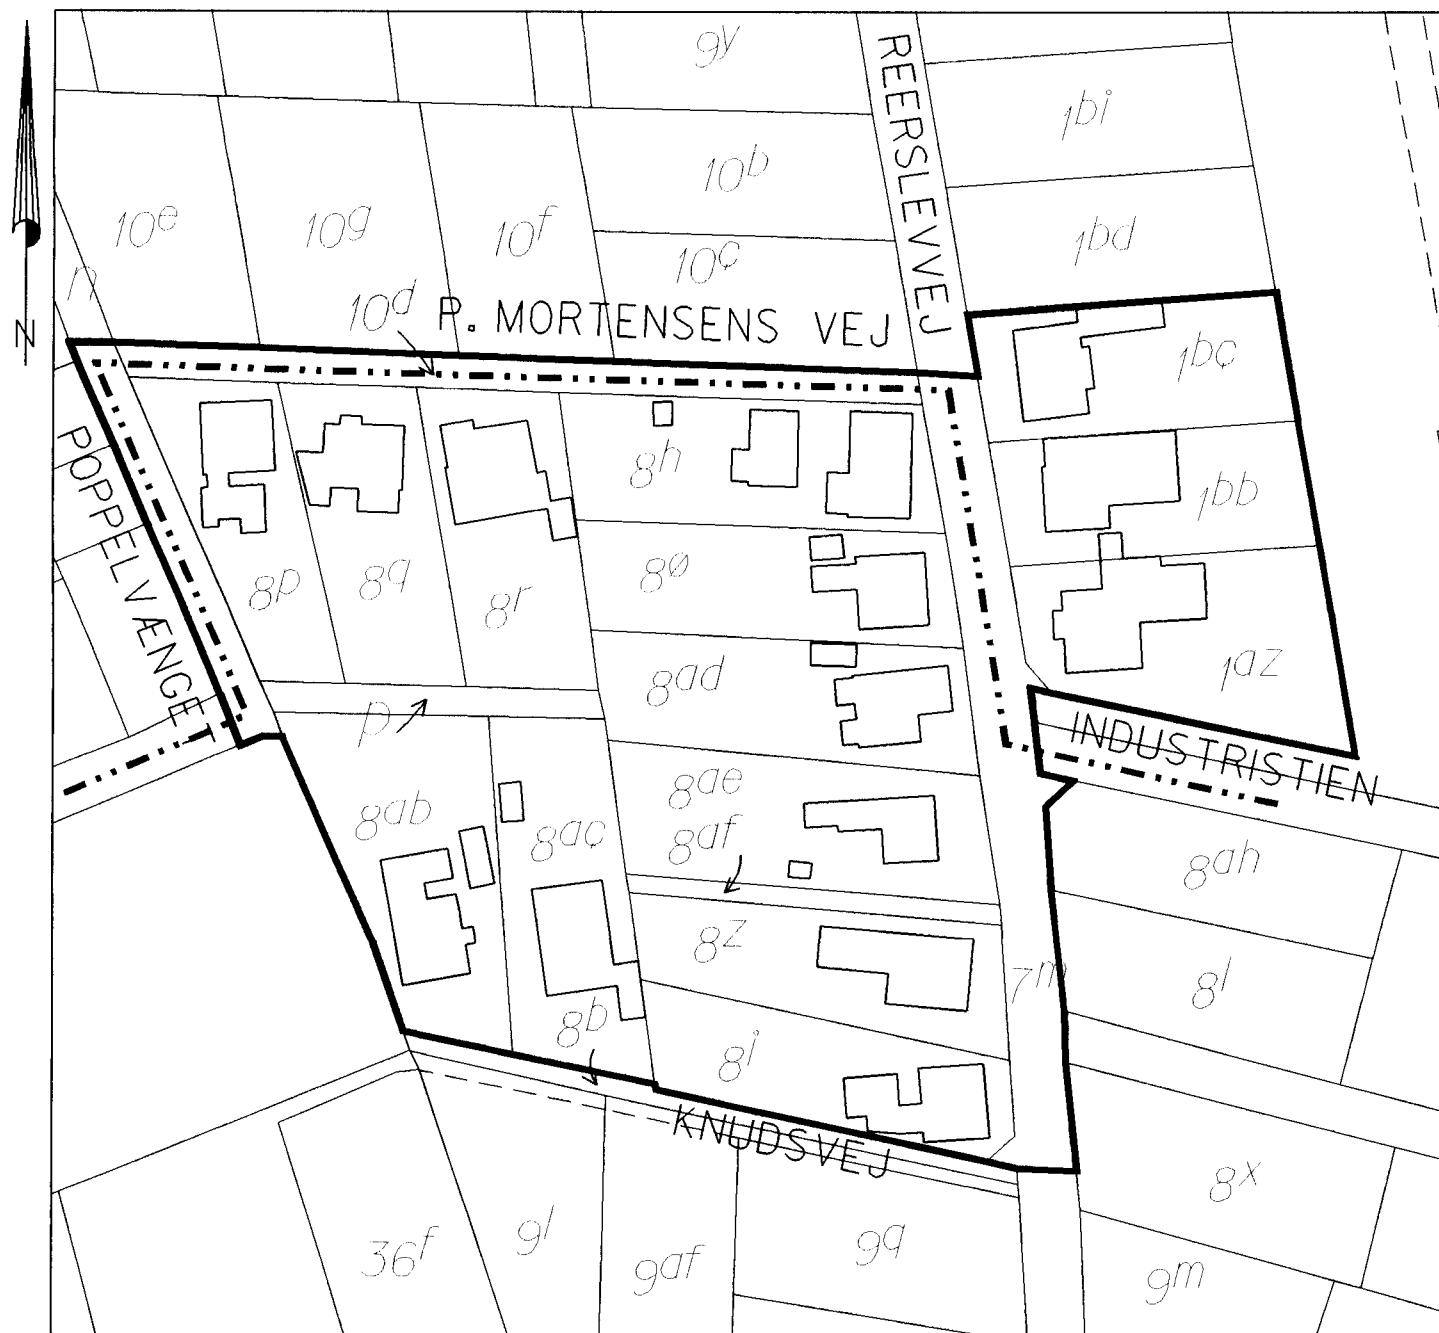 9y
REERSLEVVEJ
1bi
10b
10e
10g
10f
1bd
10c
n
10d
P. MORTENSENS VEJ
N
1bc
POPPELVÆNGET
8h
1bb
8p
8q
8r
8ø
8ad
1az
p
INDUSTRISTIEN
8ae
8ab
8ac
8af
8ah
8z
7m
8l
8b
8i
KNUDSVEJ
8x
36f
9l
9af
9q
9m